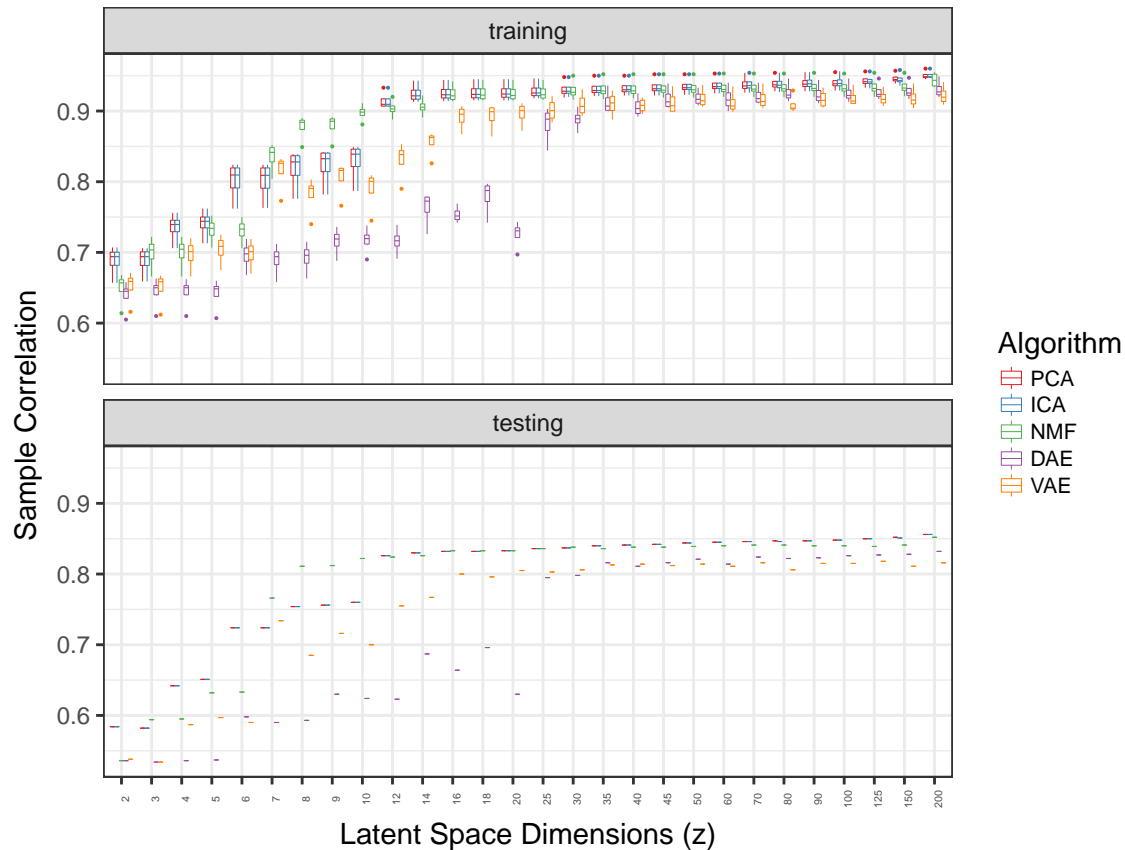 training
0.9
0.8
0.7
0.6
testing
0.9
0.8
0.7
0.6
Sample Correlation
2 3 4 5 6 7 8 9 10 12 14 16 18 20 25 30 35 40 45 50 60 70 80 90 100 125 150 200
Latent Space Dimensions (z)
Algorithm
PCA
ICA
NMF
DAE
VAE